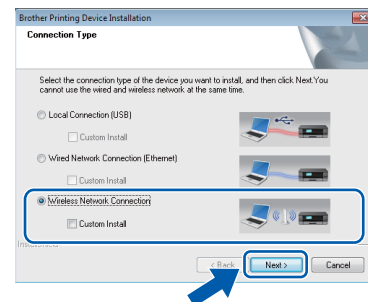 Brother Printing Device Installation
Connection Type
Select the connection type of the device you want to install, and then click Next.You
cannot use the wired and wireless network at the same time.
Local Connection (USB)
Custom Install
Wired Network Connection (Ethernet)
Custom Install
Wireless Network Connection
Custom Install
InstallShield
< Back
Next >
Cancel